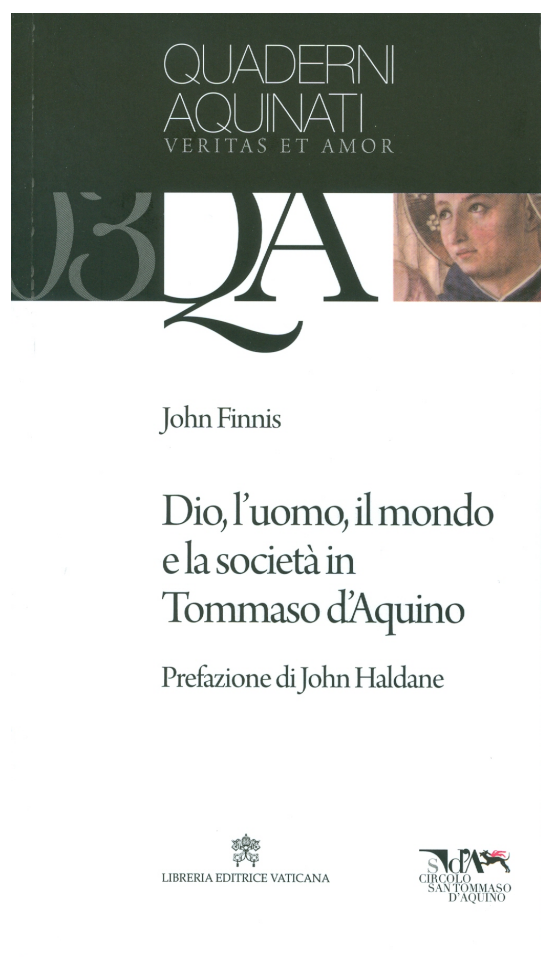 QUADERNI
AQUINATI
VERITAS ET AMOR
03
QA
John Finnis
Dio, l'uomo, il mondo
e la società in
Tommaso d'Aquino
Prefazione di John Haldane
LIBRERIA EDITRICE VATICANA
sTd'A
CIRCOLO
SAN TOMMASO
D'AQUINO